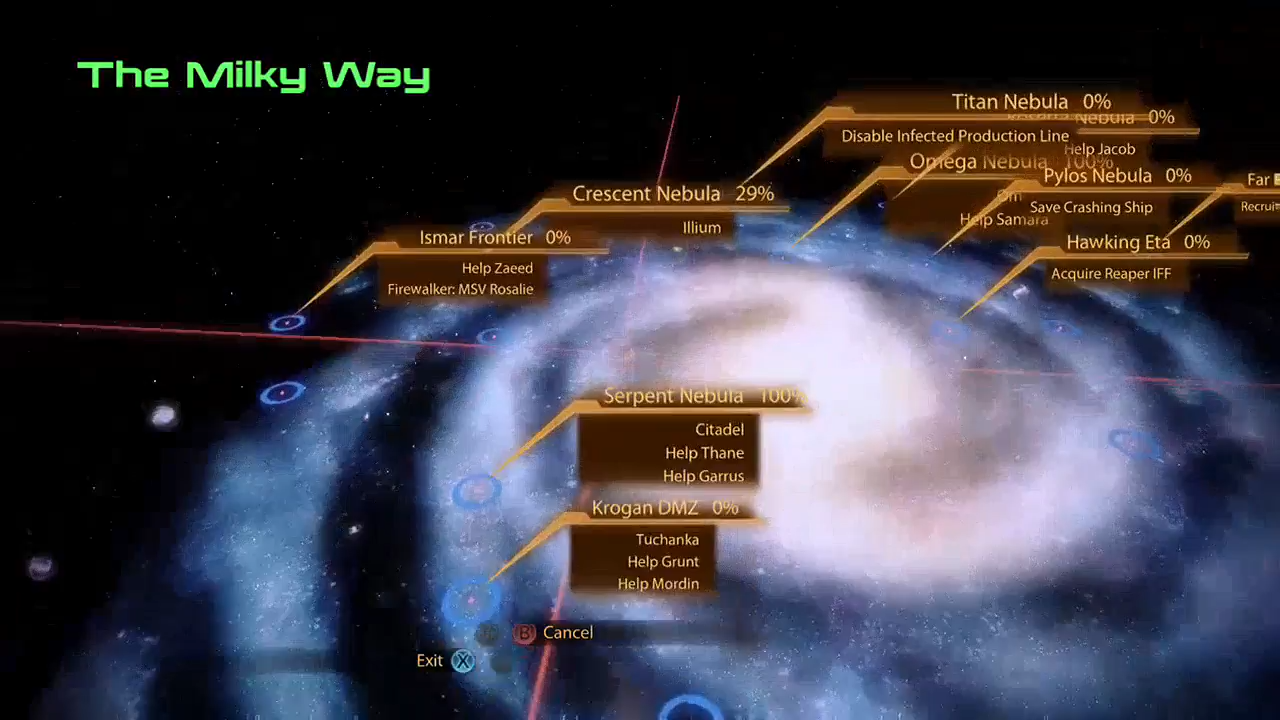 The Milky Way
Titan Nebula 0%
Nebula 0%
Disable Infected Production Line
Help Jacob
Omega Nebula 100%
Help Samara
Pylos Nebula 0%
Save Crashing Ship
Far
Hawking Eta 0%
Acquire Reaper IFF
Crescent Nebula 29%
Illium
Ismar Frontier 0%
Help Zaeed
Firewalker: MSV Rosalie
Serpent Nebula 100%
Citadel
Help Thane
Help Garrus
Krogan DMZ 0%
Tuchanka
Help Grunt
Help Mordin
B Cancel
Exit X